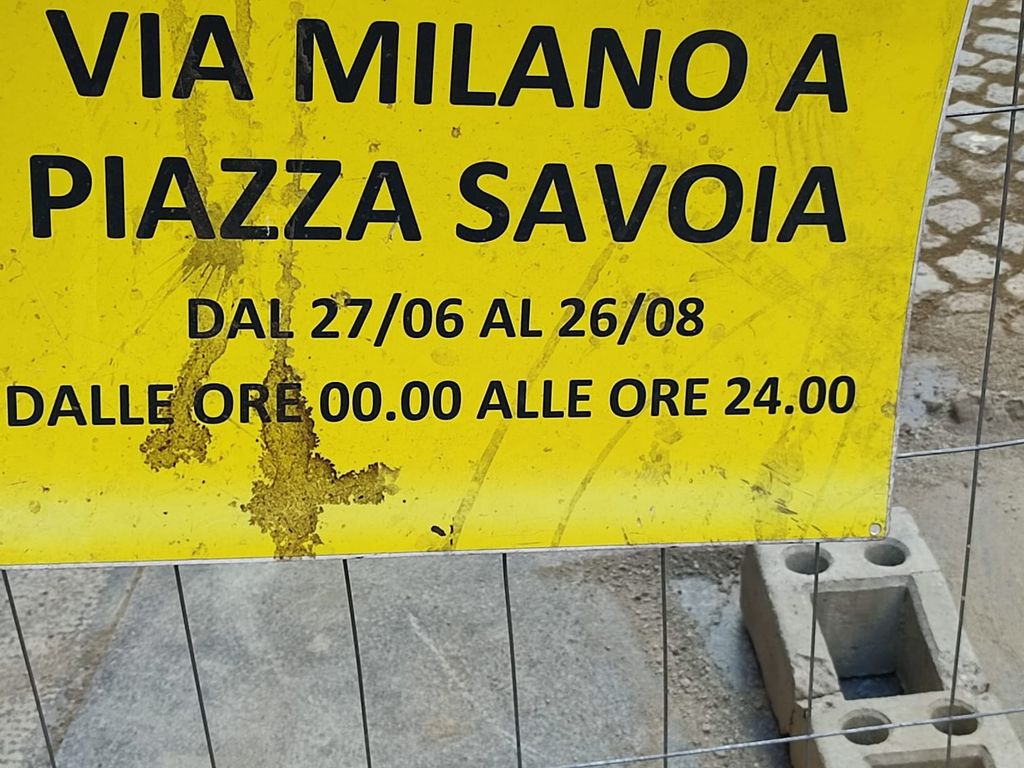 VIA MILANO A
PIAZZA SAVOIA
DAL 27/06 AL 26/08
DALLE ORE 00.00 ALLE ORE 24.00